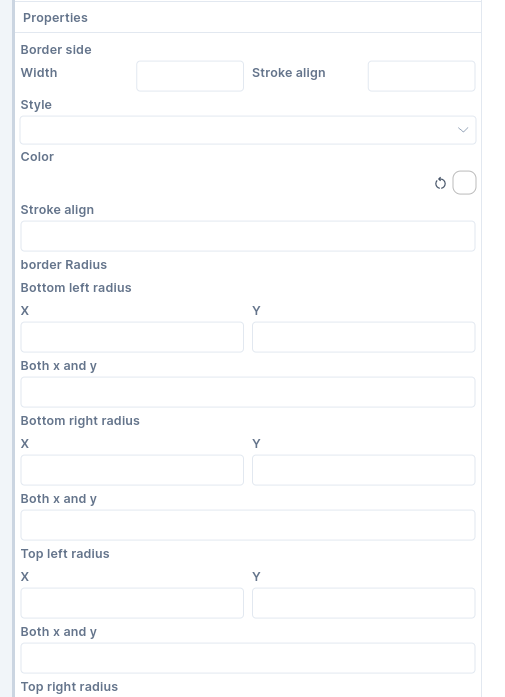 Properties
Border side
Width Stroke align
Style
Color
Stroke align
border Radius
Bottom left radius
X Y
Both x and y
Bottom right radius
X Y
Both x and y
Top left radius
X Y
Both x and y
Top right radius